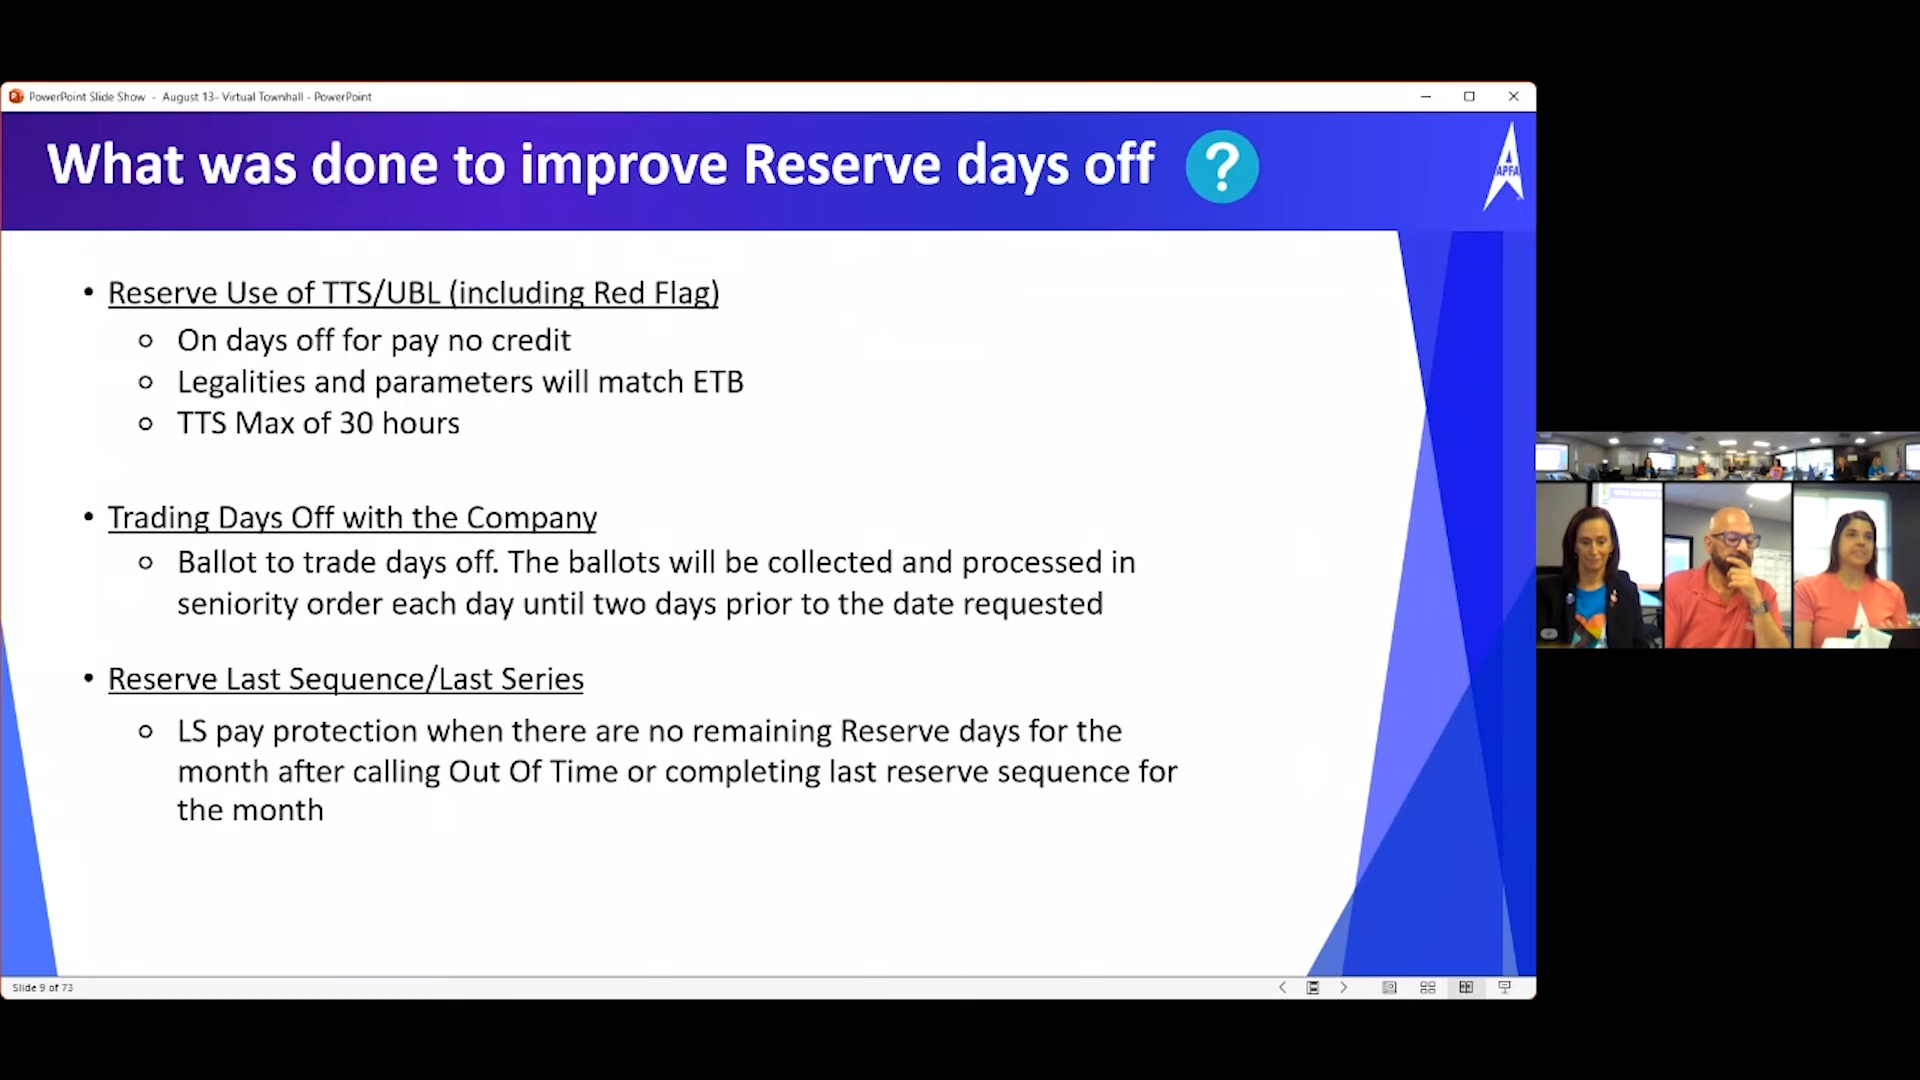 PowerPoint Slide Show - August 13- Virtual Townhall - PowerPoint
What was done to improve Reserve days off ?
APFA
• Reserve Use of TTS/UBL (including Red Flag)
○ On days off for pay no credit
○ Legalities and parameters will match ETB
○ TTS Max of 30 hours
• Trading Days Off with the Company
○ Ballot to trade days off. The ballots will be collected and processed in
seniority order each day until two days prior to the date requested
• Reserve Last Sequence/Last Series
○ LS pay protection when there are no remaining Reserve days for the
month after calling Out Of Time or completing last reserve sequence for
the month
Slide 9 of 73